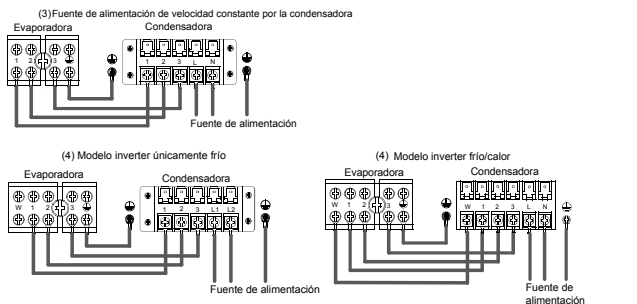 (3)Fuente de alimentación de velocidad constante por la condensadora
Evaporadora
Condensadora
1 2 3
1 2 3 L N
Fuente de alimentación
(4) Modelo inverter únicamente frío
Evaporadora
Condensadora
W 1 2 3
1 2 3 L1 L2
Fuente de alimentación
(4) Modelo inverter frío/calor
Evaporadora
Condensadora
W 1 2 3
W 1 2 3 L N
Fuente de
alimentación